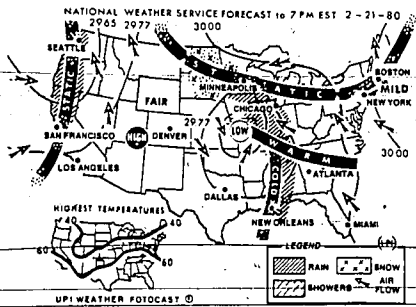 NATIONAL WEATHER SERVICE FORECAST to 7 PM EST 2-21-80
2965 2977
3000
SEATTLE
STATIC
STATIONARY
BOSTON
MINNEAPOLIS
MILD
NEW YORK
FAIR
CHICAGO
2977
SAN FRANCISCO
HIGH
DENVER
LOW
WARM
3000
LOS ANGELES
COLD
ATLANTA
DALLAS
HIGHEST TEMPERATURES
40
40
NEW ORLEANS
MIAMI
60
60
LEGEND
RAIN
SNOW
SHOWERS
AIR
FLOW
UPI WEATHER FOTOCAST